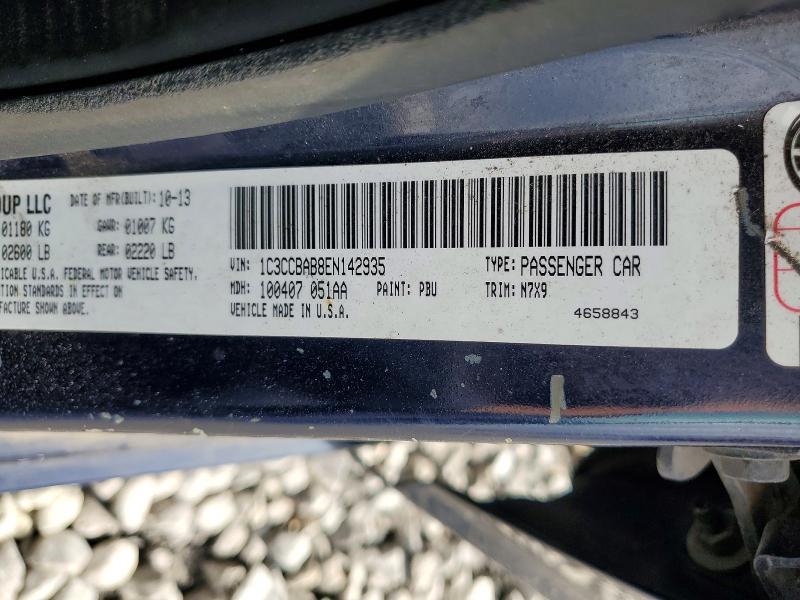 OUP LLC DATE OF MFR(BUILT): 10-13
01180 KG GAWR: 01007 KG
02600 LB REAR: 02220 LB
ICABLE U.S.A. FEDERAL MOTOR VEHICLE SAFETY,
TION STANDARDS IN EFFECT ON
FACTURE SHOWN ABOVE.
VIN: 1C3CCBAB8EN142935 TYPE: PASSENGER CAR
MDH: 100407 051AA PAINT: PBU TRIM: N7X9
VEHICLE MADE IN U.S.A. 4658843